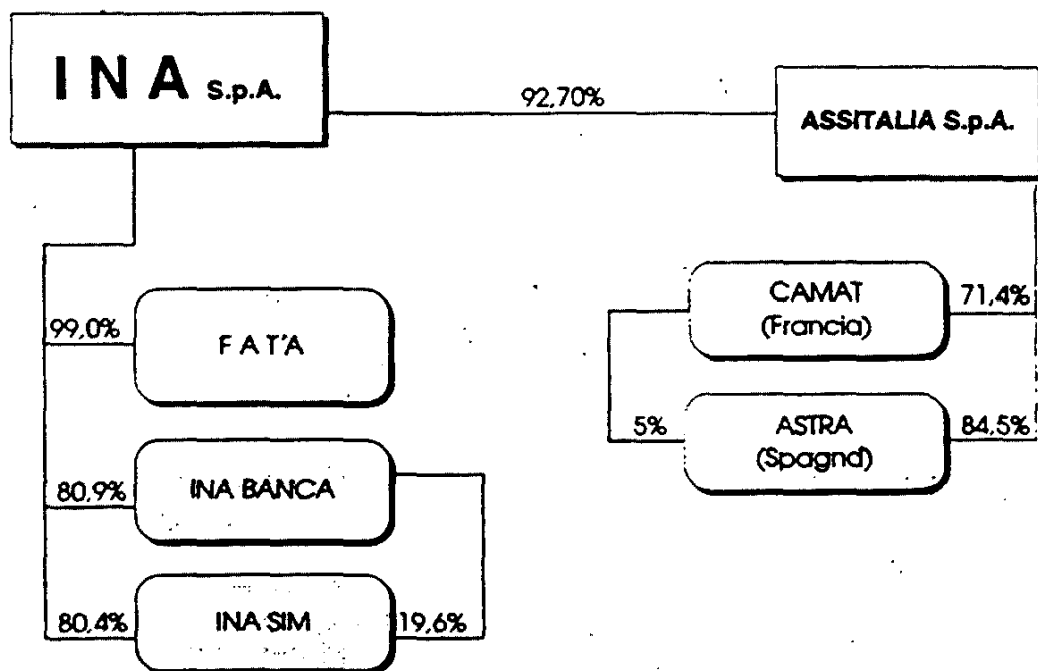 I N A S.p.A.
92,70%
ASSITALIA S.p.A.
CAMAT
(Francia)
71,4%
99,0%
F A T'A
5%
ASTRA
(Spagna)
84,5%
80,9%
INA BANCA
80,4%
INA SIM
19,6%